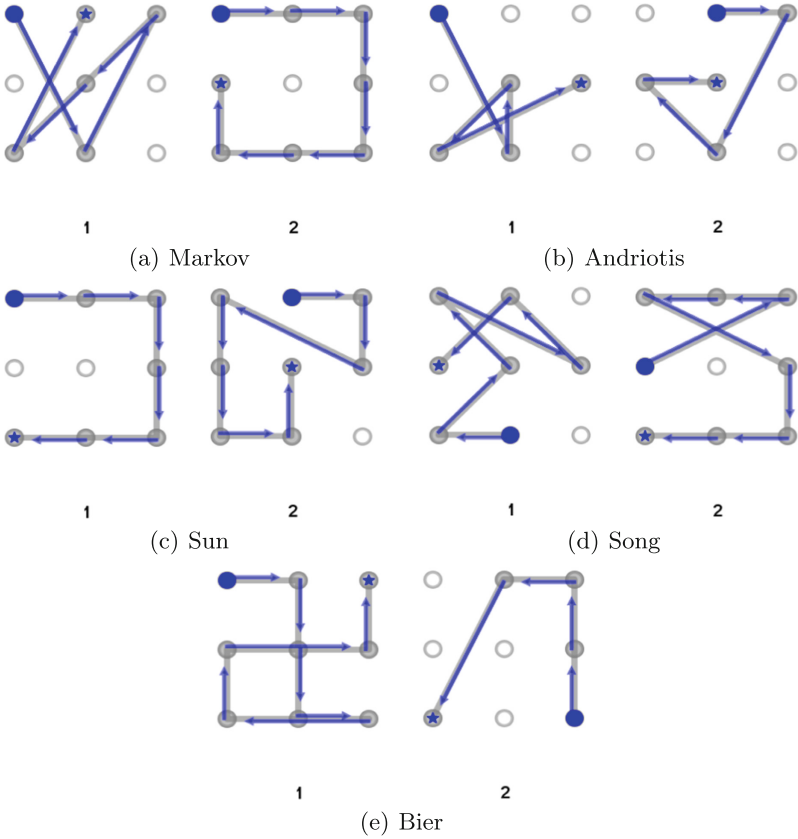 1 2 1 2
(a) Markov (b) Andriotis
1 2 1 2
(c) Sun (d) Song
1 2
(e) Bier